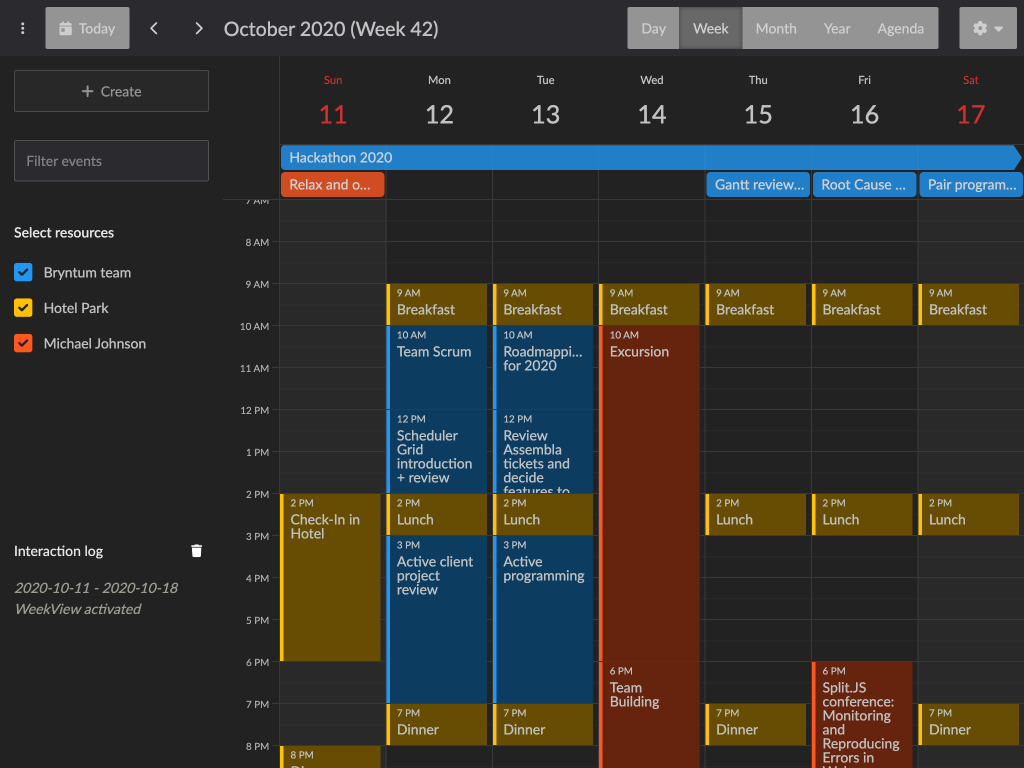 Today
October 2020 (Week 42)
Day
Week
Month
Year
Agenda
Create
Filter events
Select resources
Bryntum team
Hotel Park
Michael Johnson
Interaction log
2020-10-11 - 2020-10-18
WeekView activated
Sun
11
Mon
12
Tue
13
Wed
14
Thu
15
Fri
16
Sat
17
Hackathon 2020
Relax and o...
Gantt review...
Root Cause ...
Pair program...
7 AM
8 AM
9 AM
10 AM
11 AM
12 PM
1 PM
2 PM
3 PM
4 PM
5 PM
6 PM
7 PM
8 PM
2 PM
Check-In in
Hotel
8 PM
9 AM
Breakfast
10 AM
Team Scrum
12 PM
Scheduler
Grid
introduction
+ review
2 PM
Lunch
3 PM
Active client
project
review
7 PM
Dinner
9 AM
Breakfast
10 AM
Roadmappi...
for 2020
12 PM
Review
Assembla
tickets and
decide
features to
2 PM
Lunch
3 PM
Active
programming
7 PM
Dinner
9 AM
Breakfast
10 AM
Excursion
6 PM
Team
Building
9 AM
Breakfast
2 PM
Lunch
7 PM
Dinner
9 AM
Breakfast
2 PM
Lunch
6 PM
Split.JS
conference:
Monitoring
and
Reproducing
Errors in
9 AM
Breakfast
2 PM
Lunch
7 PM
Dinner